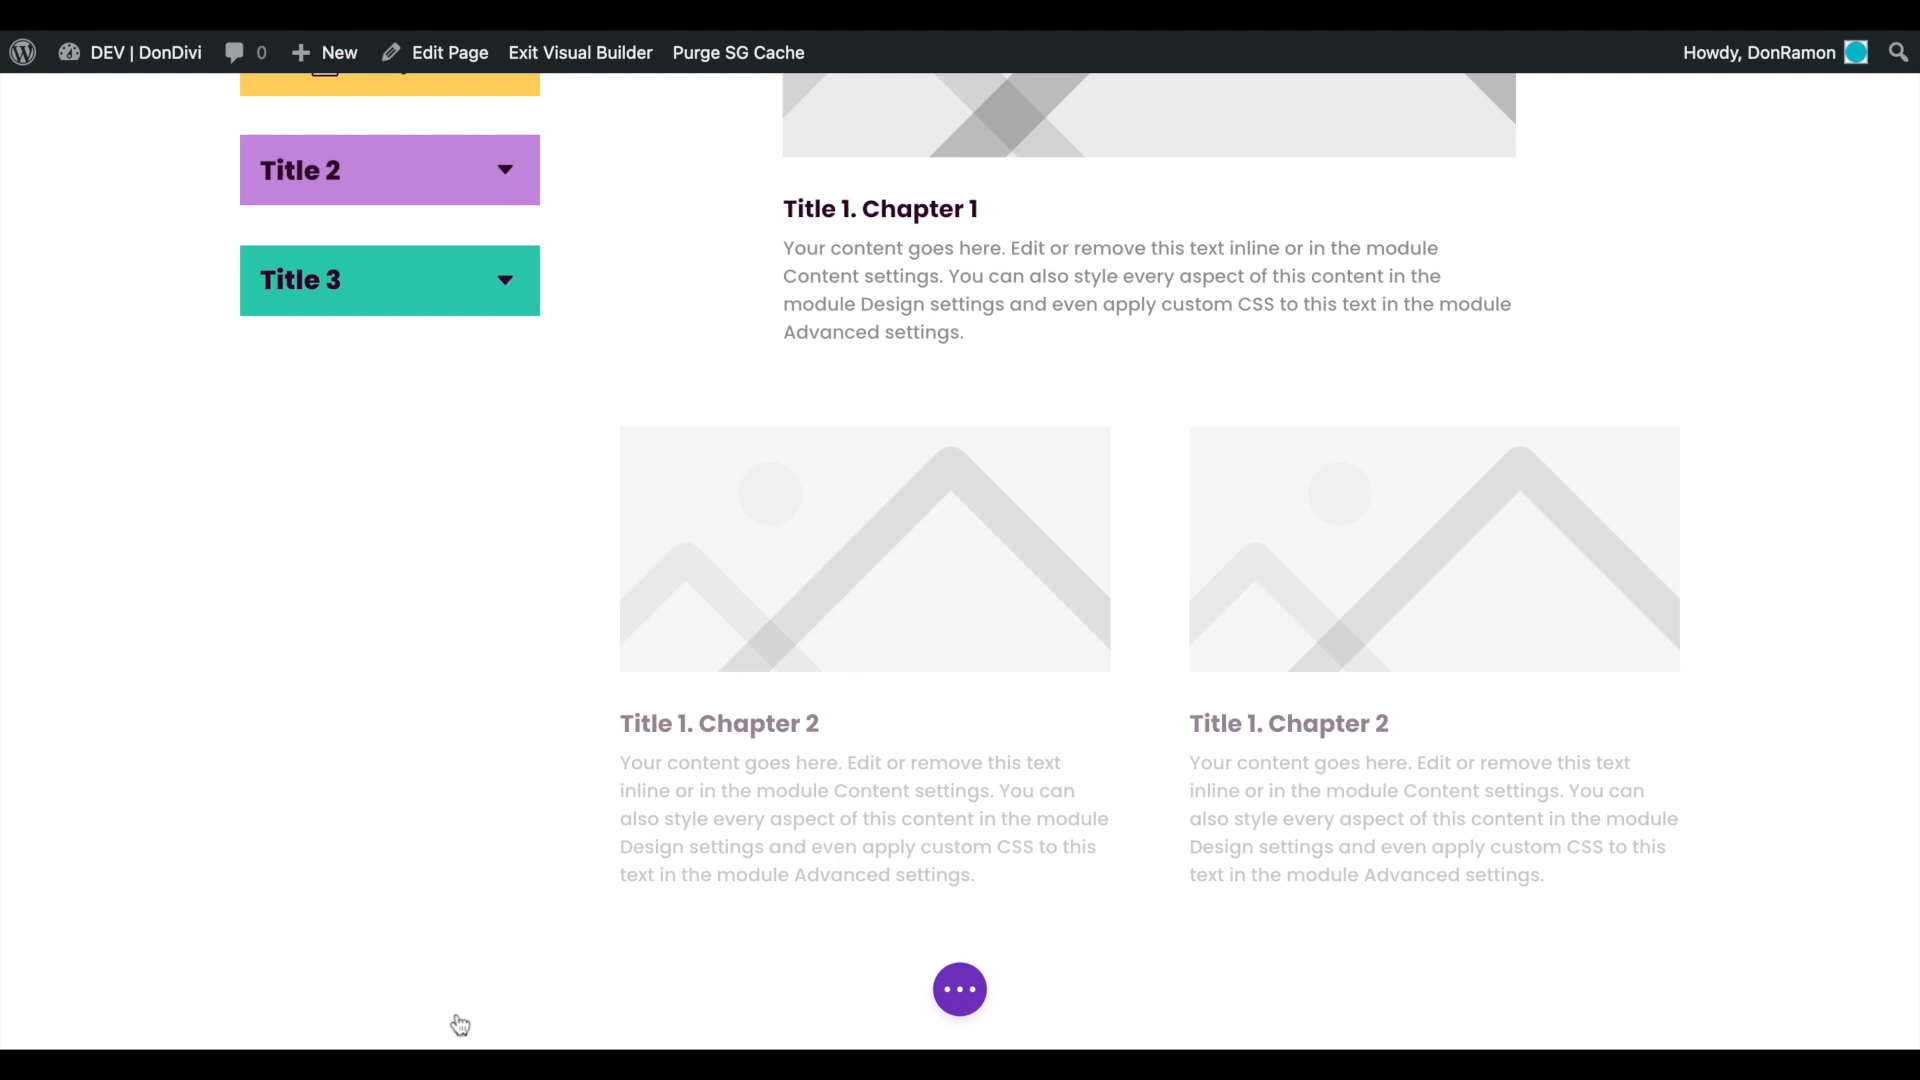 DEV | DonDivi 0 New Edit Page Exit Visual Builder Purge SG Cache Howdy, DonRamon
Title 2
Title 3
Title 1. Chapter 1
Your content goes here. Edit or remove this text inline or in the module
Content settings. You can also style every aspect of this content in the
module Design settings and even apply custom CSS to this text in the module
Advanced settings.
Title 1. Chapter 2
Your content goes here. Edit or remove this text
inline or in the module Content settings. You can
also style every aspect of this content in the module
Design settings and even apply custom CSS to this
text in the module Advanced settings.
Title 1. Chapter 2
Your content goes here. Edit or remove this text
inline or in the module Content settings. You can
also style every aspect of this content in the module
Design settings and even apply custom CSS to this
text in the module Advanced settings.